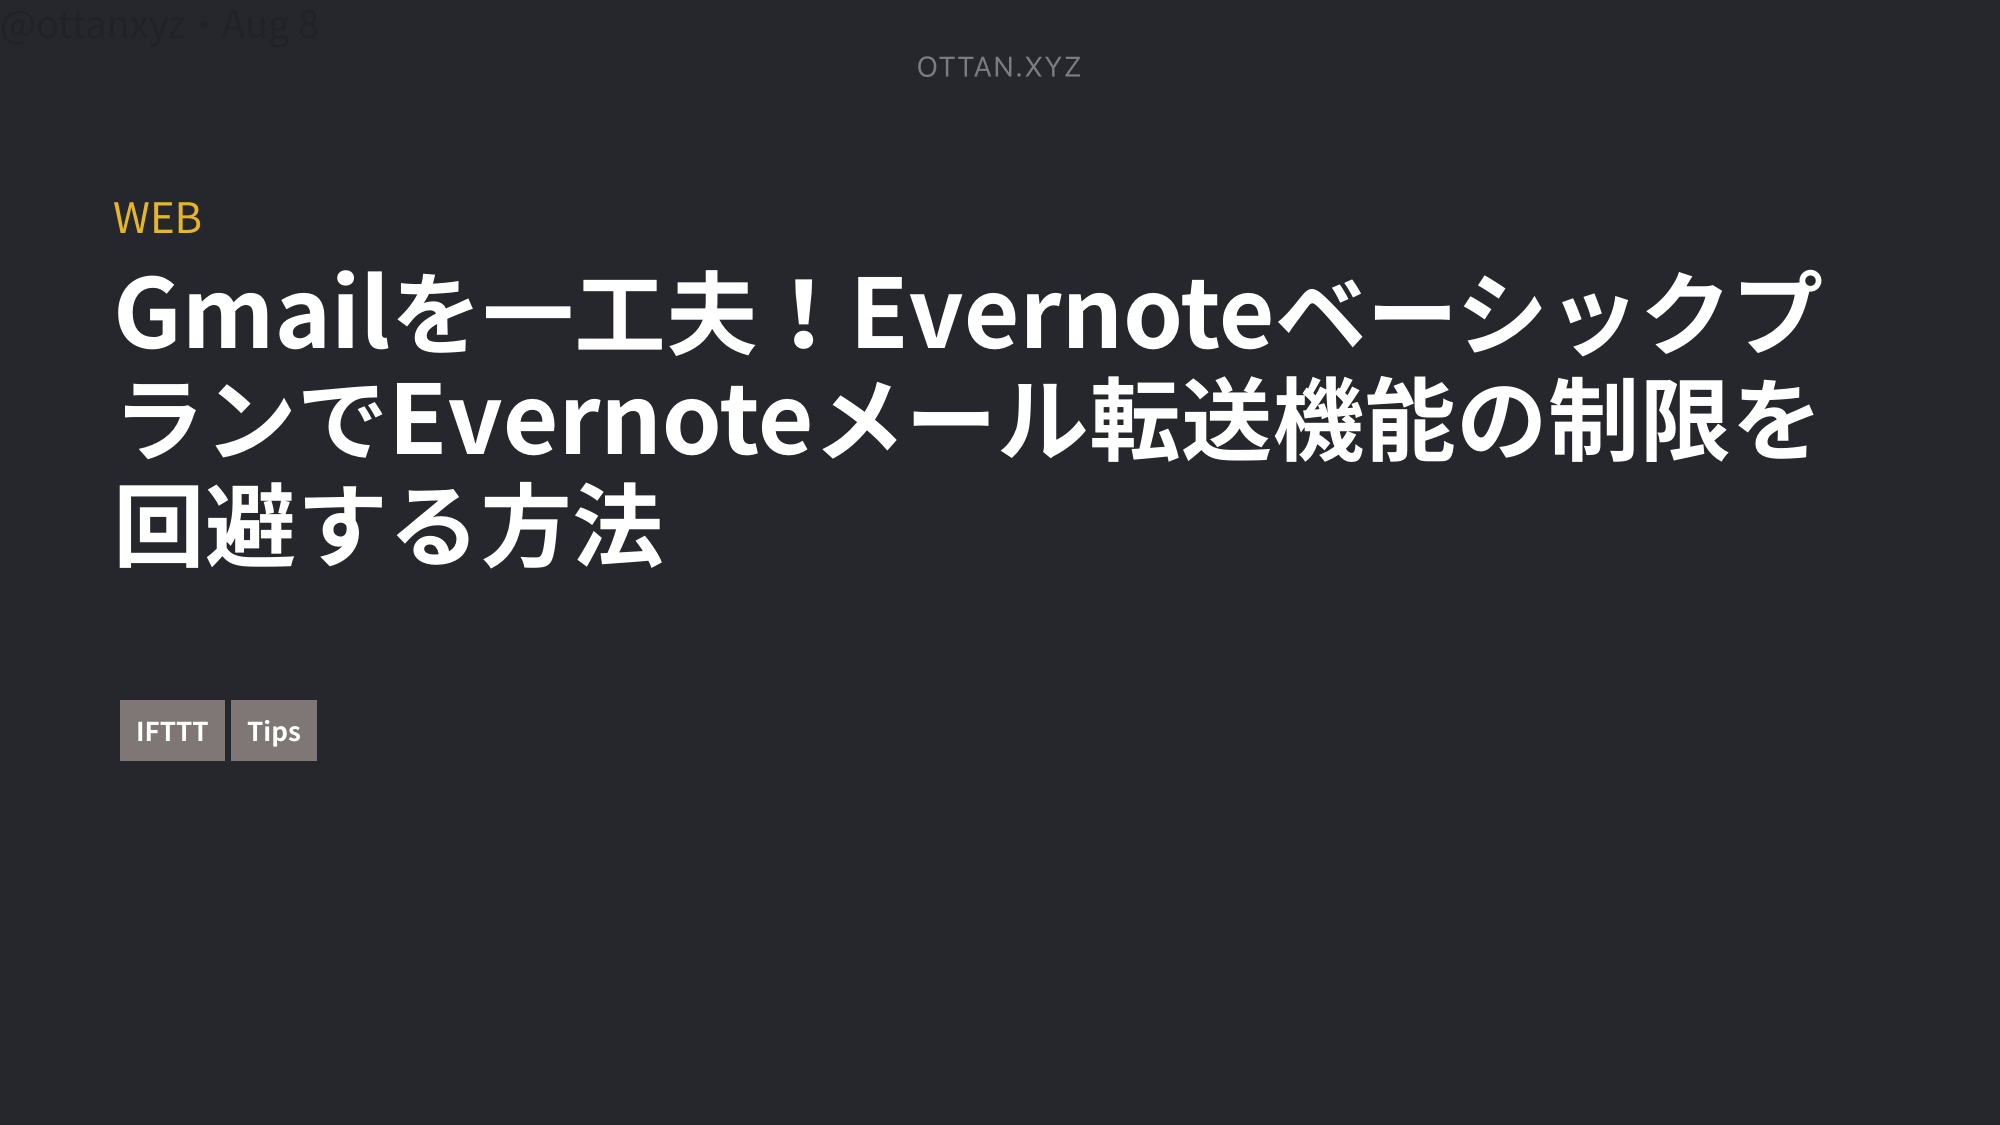 @ottanxyz・Aug 8
OTTAN.XYZ
WEB
Gmailを一工夫！Evernoteベーシックプ
ランでEvernoteメール転送機能の制限を
回避する方法
IFTTT Tips